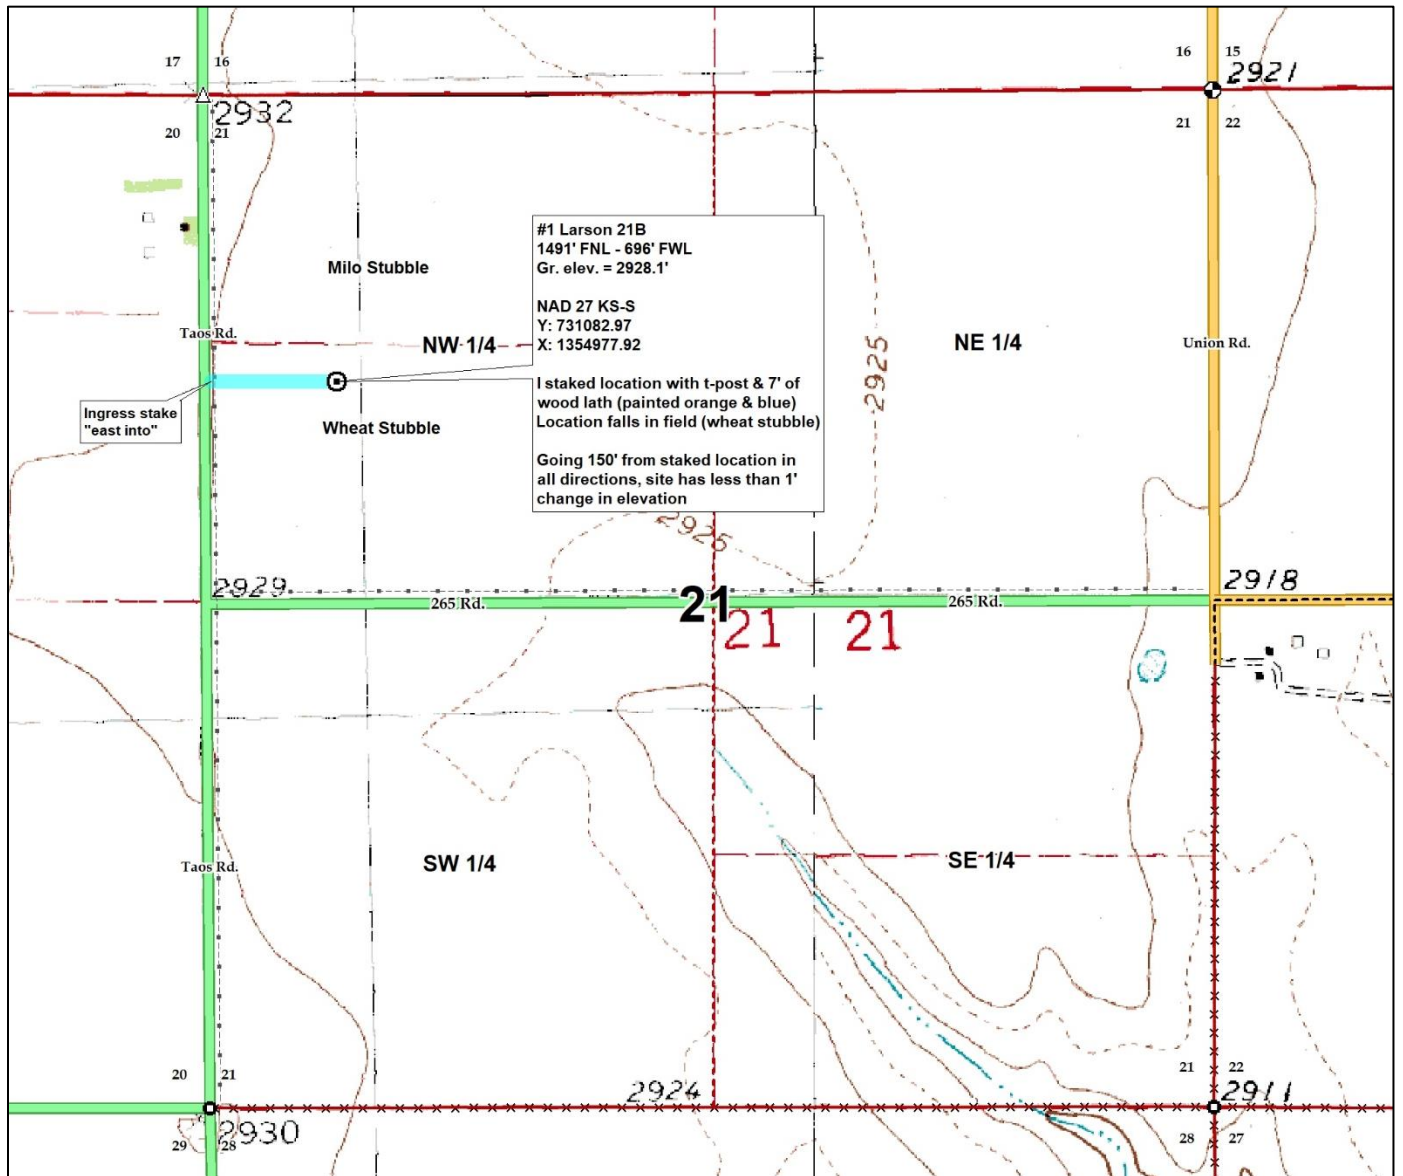 17 16
16 15
2921
2932
20 21
21 22
#1 Larson 21B
1491' FNL - 696' FWL
Gr. elev. = 2928.1'
NAD 27 KS-S
Y: 731082.97
X: 1354977.92
I staked location with t-post & 7' of
wood lath (painted orange & blue)
Location falls in field (wheat stubble)
Going 150' from staked location in
all directions, site has less than 1'
change in elevation
Milo Stubble
Taos Rd.
NW 1/4
NE 1/4
Union Rd.
2925
Ingress stake
"east into"
Wheat Stubble
2925
2929
2918
265 Rd.
21
265 Rd.
21
21
Taos Rd.
SW 1/4
SE 1/4
20 21
21 22
2924
2911
2930
29 28
28 27